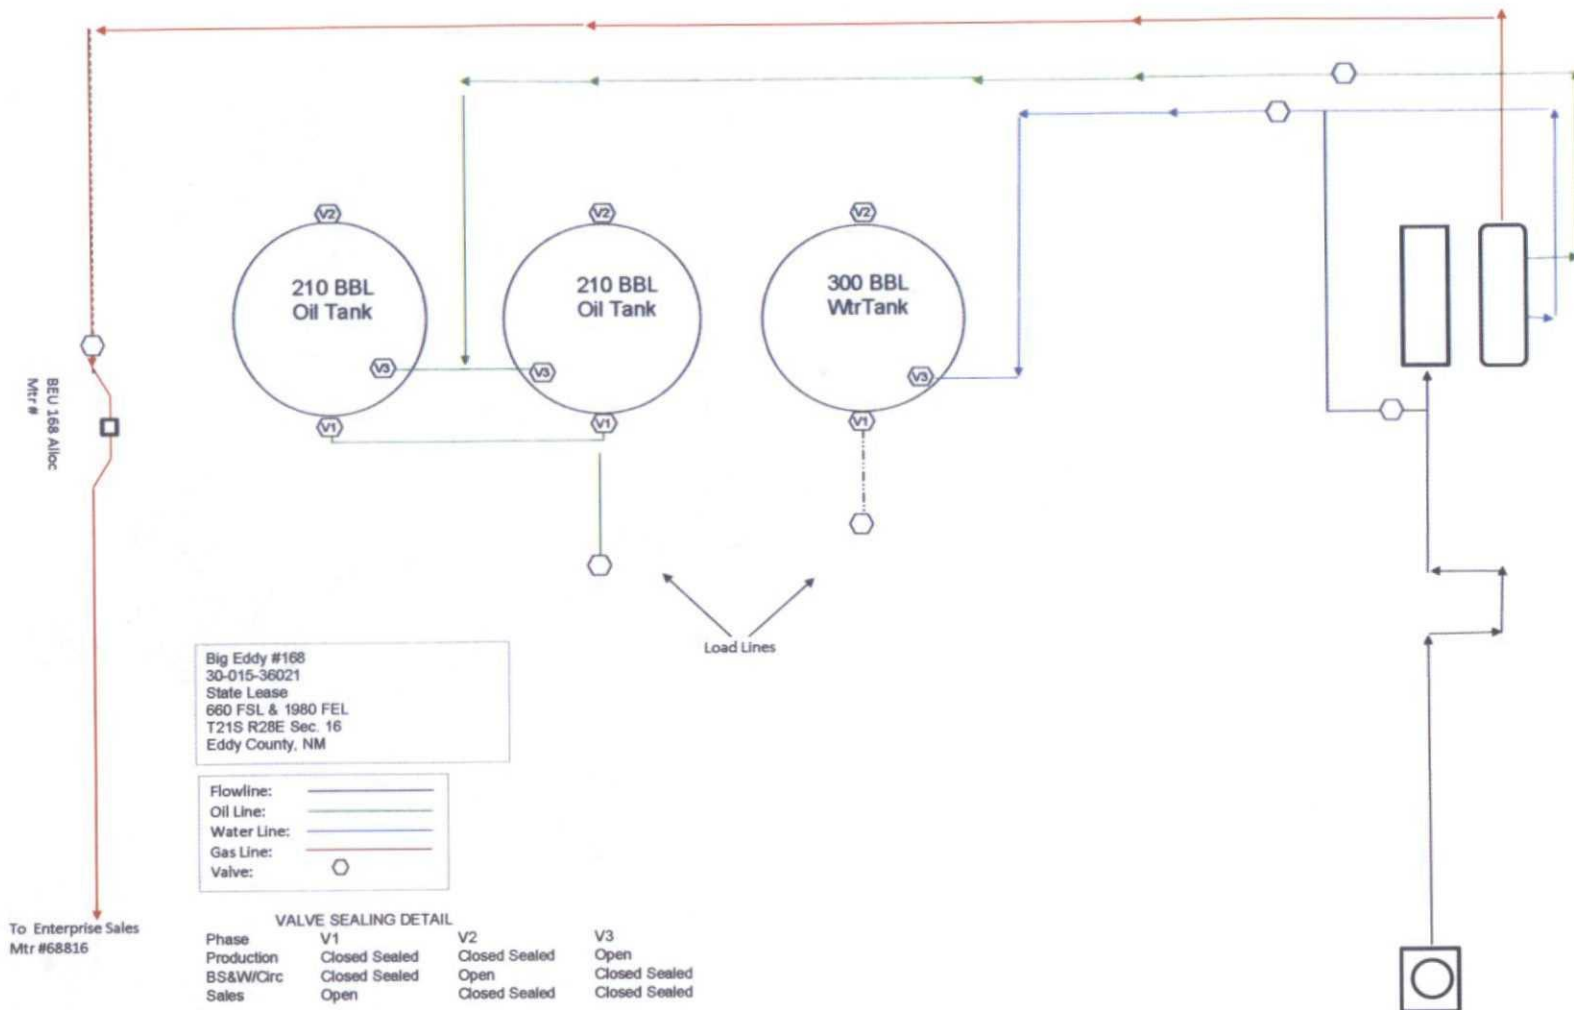 V2
V2
V2
210 BBL
Oil Tank
210 BBL
Oil Tank
300 BBL
WtrTank
V3
V3
V3
V1
V1
V1
BEU 168 Alloc
Mtr #
Load Lines
Big Eddy #168
30-015-36021
State Lease
660 FSL & 1980 FEL
T21S R28E Sec. 16
Eddy County, NM
Flowline:
Oil Line:
Water Line:
Gas Line:
Valve:
To Enterprise Sales
Mtr #68816
VALVE SEALING DETAIL
Phase V1 V2 V3
Production Closed Sealed Closed Sealed Open
BS&W/Circ Closed Sealed Open Closed Sealed
Sales Open Closed Sealed Closed Sealed